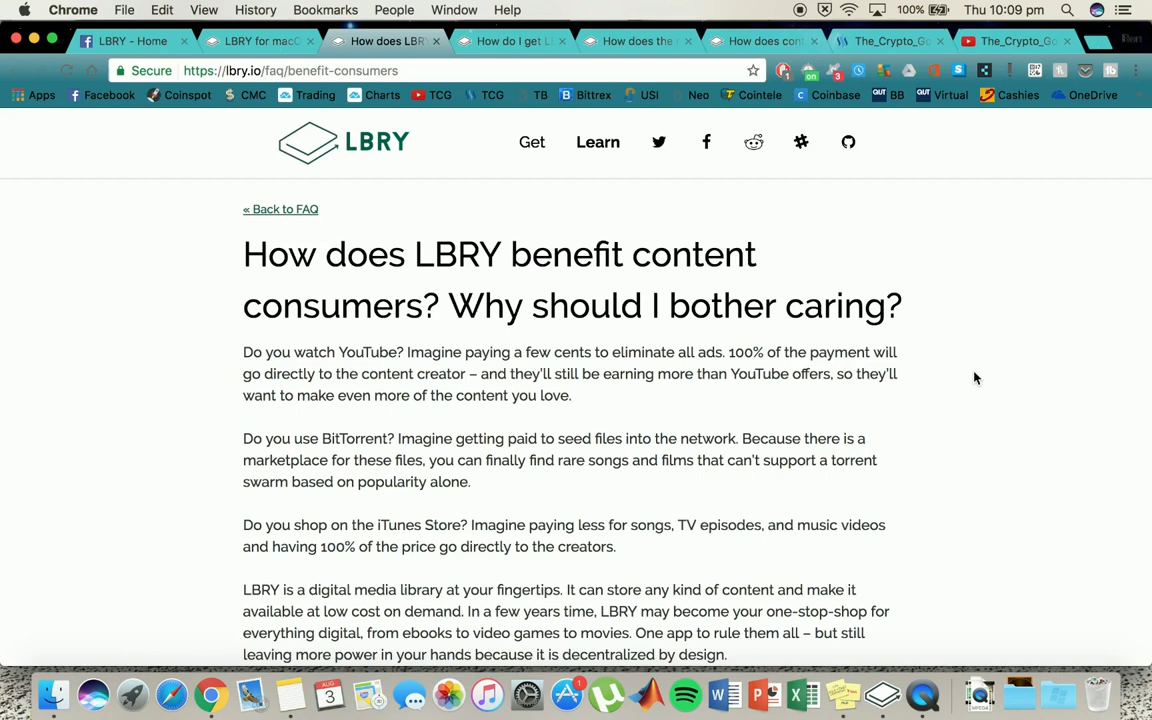 Chrome File Edit View History Bookmarks People Window Help 100% Thu 10:09 pm
LBRY - Home LBRY for macO How does LBR How do I get L How does the How does con The_Crypto_Go The_Crypto_Go Ren
Secure https://lbry.io/faq/benefit-consumers
Apps Facebook Coinspot CMC Trading Charts TCG TCG TB Bittrex USI Neo Cointele Coinbase BB Virtual Cashies OneDrive
LBRY Get Learn
« Back to FAQ
How does LBRY benefit content
consumers? Why should I bother caring?
Do you watch YouTube? Imagine paying a few cents to eliminate all ads. 100% of the payment will
go directly to the content creator – and they'll still be earning more than YouTube offers, so they'll
want to make even more of the content you love.
Do you use BitTorrent? Imagine getting paid to seed files into the network. Because there is a
marketplace for these files, you can finally find rare songs and films that can't support a torrent
swarm based on popularity alone.
Do you shop on the iTunes Store? Imagine paying less for songs, TV episodes, and music videos
and having 100% of the price go directly to the creators.
LBRY is a digital media library at your fingertips. It can store any kind of content and make it
available at low cost on demand. In a few years time, LBRY may become your one-stop-shop for
everything digital, from ebooks to video games to movies. One app to rule them all – but still
leaving more power in your hands because it is decentralized by design.